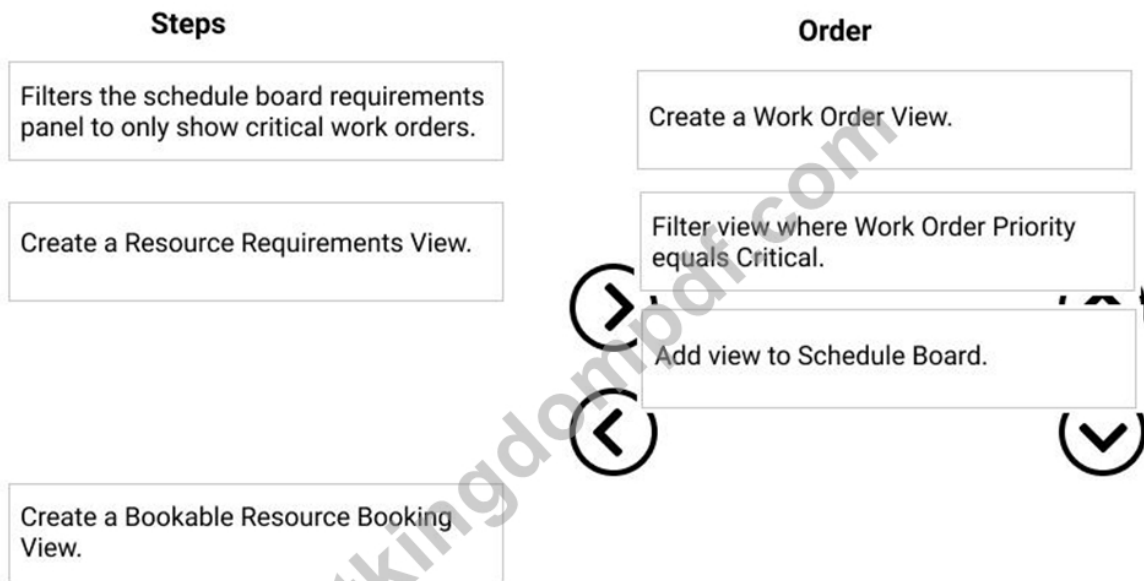 Steps
Order
Filters the schedule board requirements
panel to only show critical work orders.
Create a Resource Requirements View.
Create a Bookable Resource Booking
View.
Create a Work Order View.
Filter view where Work Order Priority
equals Critical.
Add view to Schedule Board.
tkingdompdf.com